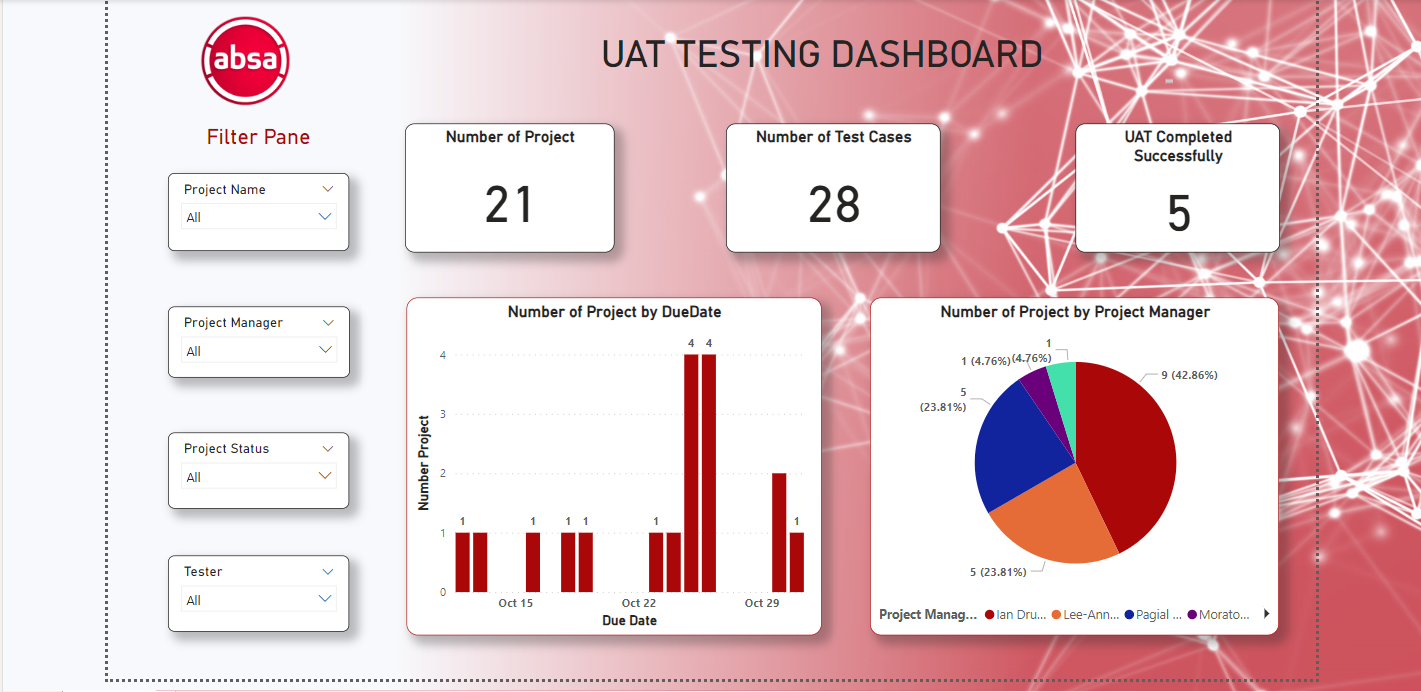 absa
UAT TESTING DASHBOARD
Filter Pane
Project Name
All
Project Manager
All
Project Status
All
Tester
All
Number of Project
21
Number of Test Cases
28
UAT Completed
Successfully
5
Number of Project by DueDate
Number Project
4
3
2
1
0
1
1
1
1
1
4
4
1
Oct 15
Oct 22
Oct 29
Due Date
Number of Project by Project Manager
1
(4.76%)
1 (4.76%)
9 (42.86%)
5
(23.81%)
5 (23.81%)
Project Manag...
Ian Dru...
Lee-Ann...
Pagial ...
Morato...